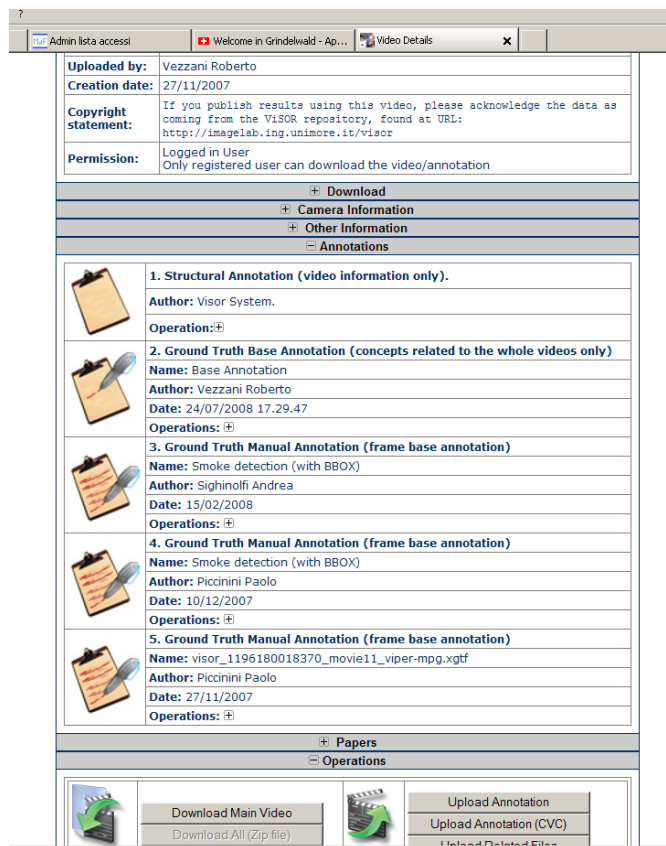 ?
MaF Admin lista accessi
Welcome in Grindelwald - Ap...
Video Details
Uploaded by: Vezzani Roberto
Creation date: 27/11/2007
Copyright statement: If you publish results using this video, please acknowledge the data as
coming from the ViSOR repository, found at URL:
http://imagelab.ing.unimore.it/visor
Permission: Logged in User
Only registered user can download the video/annotation
Download
Camera Information
Other Information
Annotations
1. Structural Annotation (video information only).
Author: Visor System.
Operation:
2. Ground Truth Base Annotation (concepts related to the whole videos only)
Name: Base Annotation
Author: Vezzani Roberto
Date: 24/07/2008 17.29.47
Operations:
3. Ground Truth Manual Annotation (frame base annotation)
Name: Smoke detection (with BBOX)
Author: Sighinolfi Andrea
Date: 15/02/2008
Operations:
4. Ground Truth Manual Annotation (frame base annotation)
Name: Smoke detection (with BBOX)
Author: Piccinini Paolo
Date: 10/12/2007
Operations:
5. Ground Truth Manual Annotation (frame base annotation)
Name: visor_1196180018370_movie11_viper-mpg.xgtf
Author: Piccinini Paolo
Date: 27/11/2007
Operations:
Papers
Operations
Download Main Video
Download All (Zip file)
Upload Annotation
Upload Annotation (CVC)
Upload Related Files